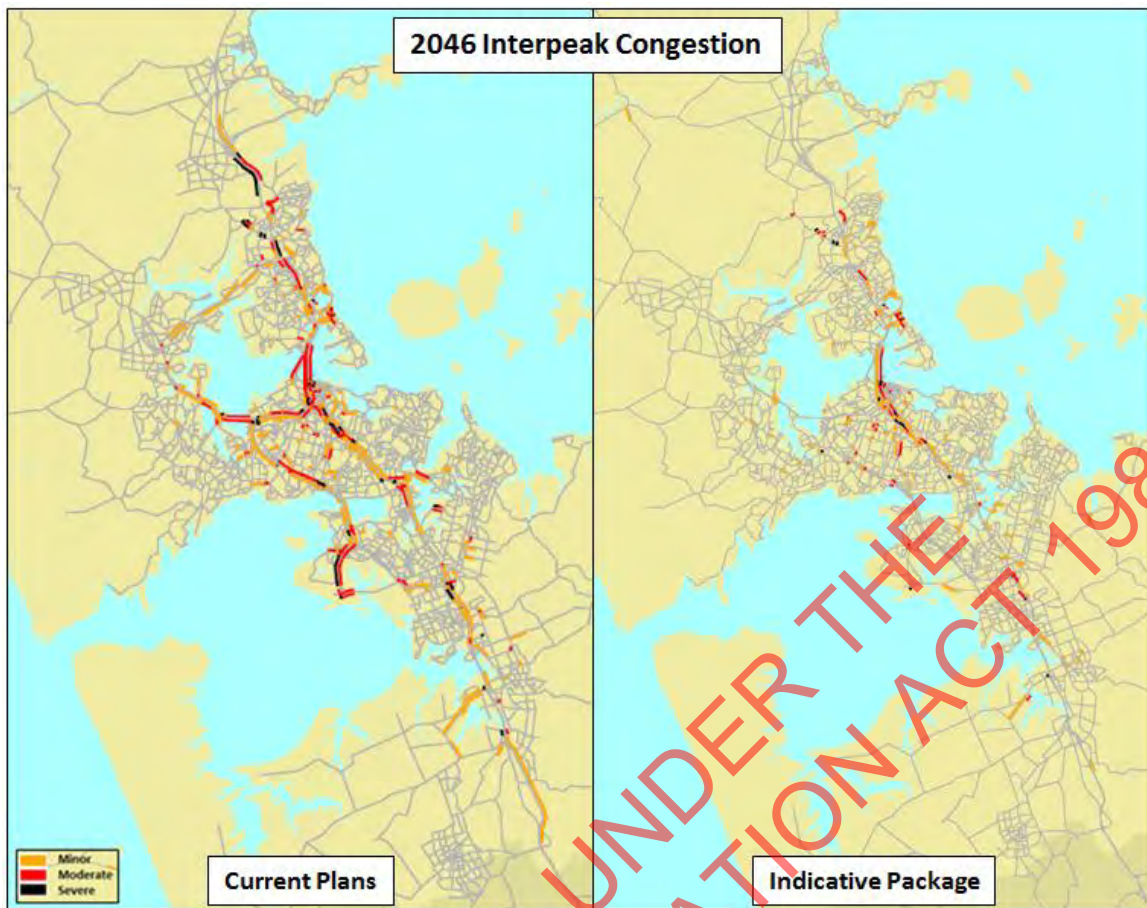 2046 Interpeak Congestion
Minor
Moderate
Severe
Current Plans
Indicative Package
UNDER THE
ATION ACT 198